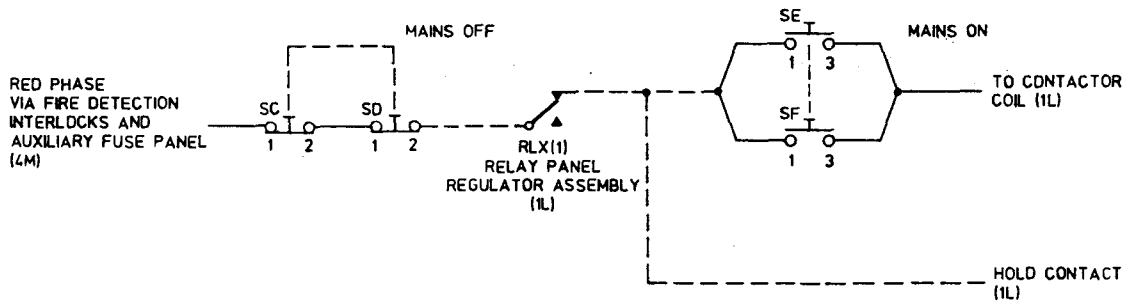 MAINS OFF
SE
MAINS ON
1 3
RED PHASE
VIA FIRE DETECTION
INTERLOCKS AND
AUXILIARY FUSE PANEL
(4M)
SC
SD
1 2
1 2
RLX(1)
RELAY PANEL
REGULATOR ASSEMBLY
(1L)
SF
1 3
TO CONTACTOR
COIL (1L)
HOLD CONTACT
(1L)